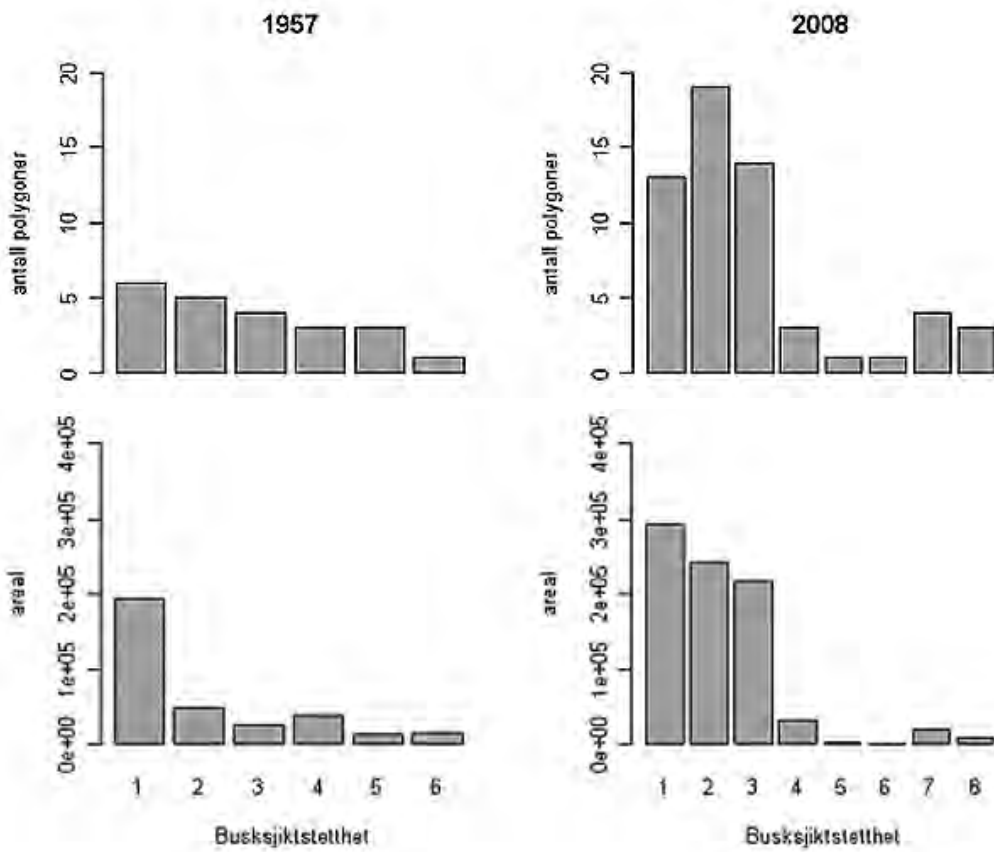 1957
2008
antall polygoner
20
15
10
5
0
antall polygoner
20
15
10
5
0
areal
4e+05
3e+05
2e+05
1e+05
0e+00
areal
4e+05
3e+05
2e+05
1e+05
0e+00
1 2 3 4 5 6
1 2 3 4 5 6 7 8
Busksjiktstetthet
Busksjiktstetthet